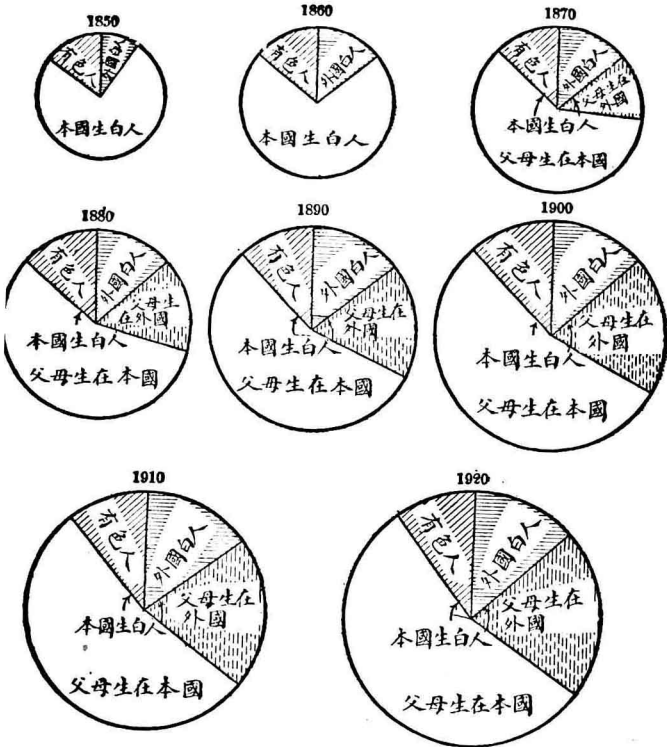 1850
有色人
外國白人
本國生白人
1860
有色人
外國白人
本國生白人
1870
有色人
外國白人
父母生在
外國
本國生白人
父母生在本國
1880
有色人
外國白人
父母生
在外國
本國生白人
父母生在本國
1890
有色人
外國白人
父母生在
外國
本國生白人
父母生在本國
1900
有色人
外國白人
父母生在
外國
本國生白人
父母生在本國
1910
有色人
外國白人
父母生在
外國
本國生白人
父母生在本國
1920
有色人
外國白人
父母生在
外國
本國生白人
父母生在本國